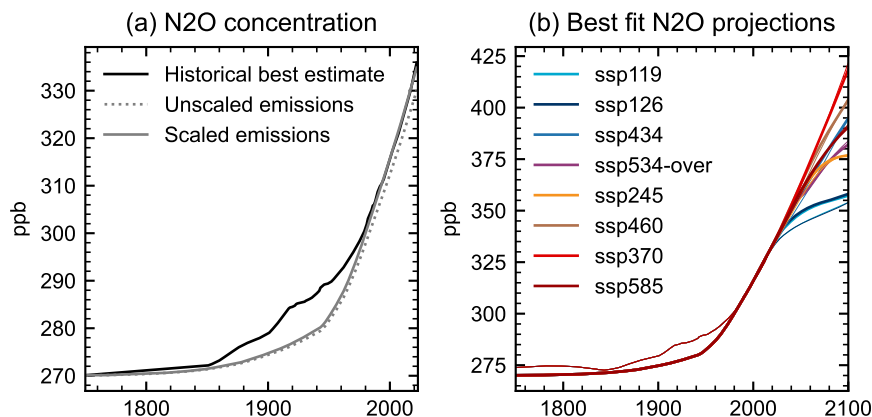 (a) N2O concentration
ppb
330
320
310
300
290
280
270
1800
1900
2000
Historical best estimate
Unscaled emissions
Scaled emissions
(b) Best fit N2O projections
ppb
425
400
375
350
325
300
275
1800
1900
2000
2100
ssp119
ssp126
ssp434
ssp534-over
ssp245
ssp460
ssp370
ssp585